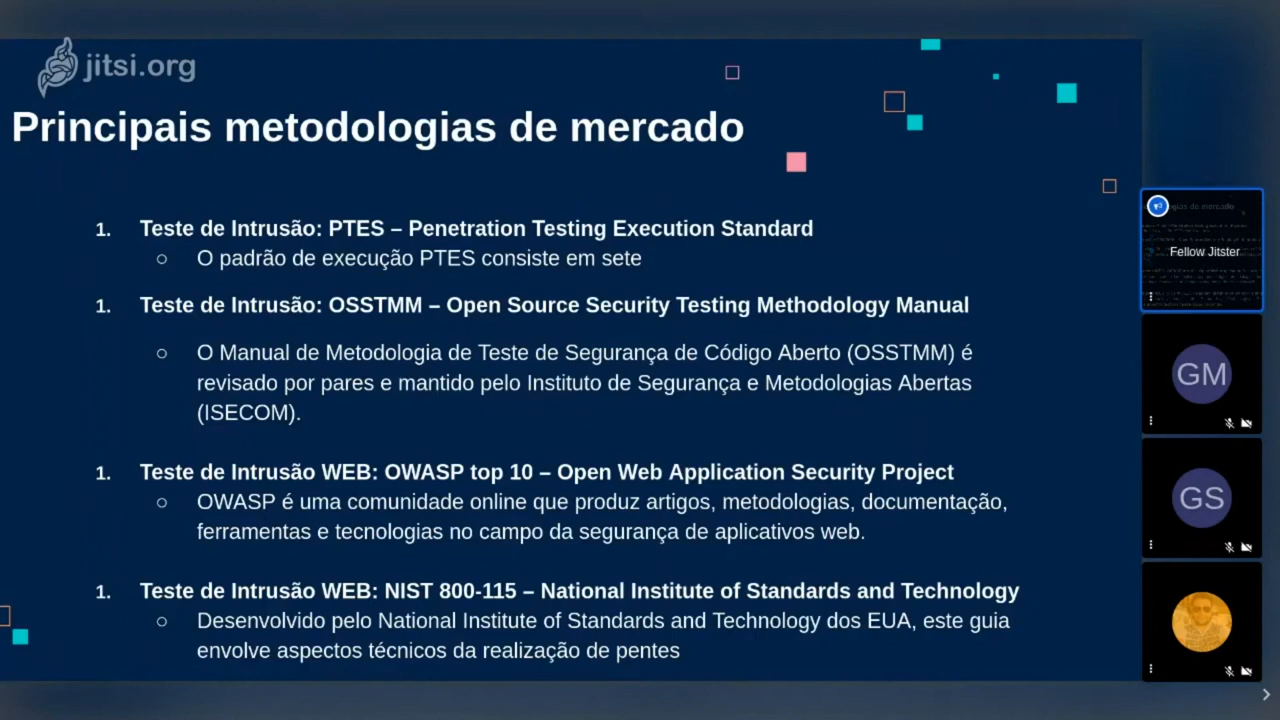 jitsi.org
Principais metodologias de mercado
1. Teste de Intrusão: PTES – Penetration Testing Execution Standard
○ O padrão de execução PTES consiste em sete
1. Teste de Intrusão: OSSTMM – Open Source Security Testing Methodology Manual
○ O Manual de Metodologia de Teste de Segurança de Código Aberto (OSSTMM) é
revisado por pares e mantido pelo Instituto de Segurança e Metodologias Abertas
(ISECOM).
1. Teste de Intrusão WEB: OWASP top 10 – Open Web Application Security Project
○ OWASP é uma comunidade online que produz artigos, metodologias, documentação,
ferramentas e tecnologias no campo da segurança de aplicativos web.
1. Teste de Intrusão WEB: NIST 800-115 – National Institute of Standards and Technology
○ Desenvolvido pelo National Institute of Standards and Technology dos EUA, este guia
envolve aspectos técnicos da realização de pentes
Fellow Jitster
GM
GS